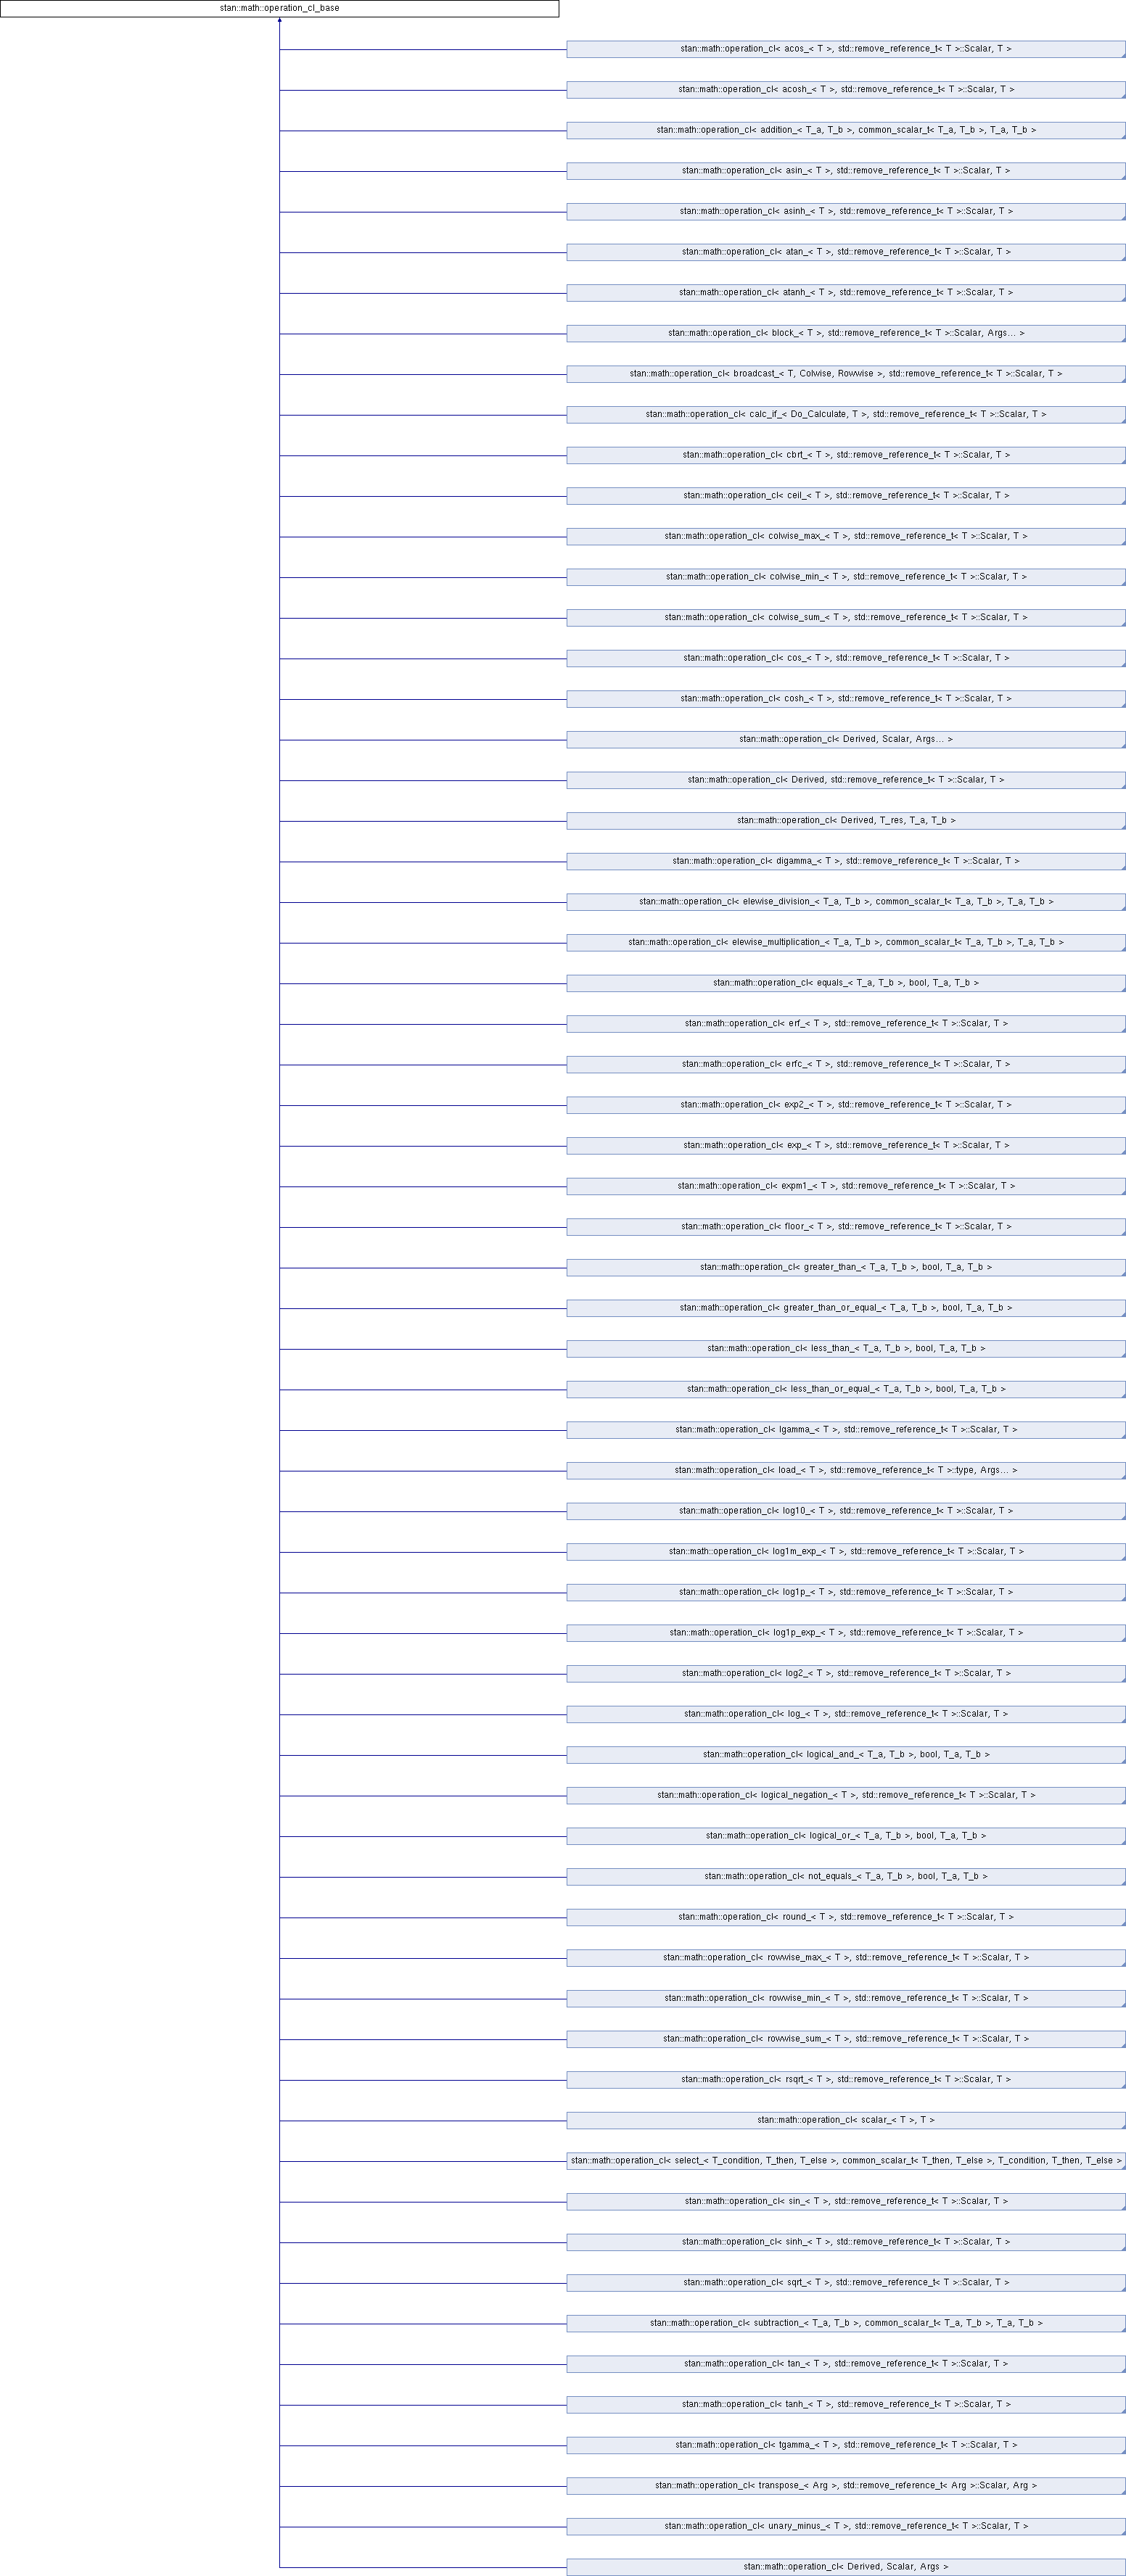 stan::math::operation_cl_base
stan::math::operation_cl< acos_< T >, std::remove_reference_t< T >::Scalar, T >
stan::math::operation_cl< acosh_< T >, std::remove_reference_t< T >::Scalar, T >
stan::math::operation_cl< addition_< T_a, T_b >, common_scalar_t< T_a, T_b >, T_a, T_b >
stan::math::operation_cl< asin_< T >, std::remove_reference_t< T >::Scalar, T >
stan::math::operation_cl< asinh_< T >, std::remove_reference_t< T >::Scalar, T >
stan::math::operation_cl< atan_< T >, std::remove_reference_t< T >::Scalar, T >
stan::math::operation_cl< atanh_< T >, std::remove_reference_t< T >::Scalar, T >
stan::math::operation_cl< block_< T >, std::remove_reference_t< T >::Scalar, Args... >
stan::math::operation_cl< broadcast_< T, Colwise, Rowwise >, std::remove_reference_t< T >::Scalar, T >
stan::math::operation_cl< calc_if_< Do_Calculate, T >, std::remove_reference_t< T >::Scalar, T >
stan::math::operation_cl< cbrt_< T >, std::remove_reference_t< T >::Scalar, T >
stan::math::operation_cl< ceil_< T >, std::remove_reference_t< T >::Scalar, T >
stan::math::operation_cl< colwise_max_< T >, std::remove_reference_t< T >::Scalar, T >
stan::math::operation_cl< colwise_min_< T >, std::remove_reference_t< T >::Scalar, T >
stan::math::operation_cl< colwise_sum_< T >, std::remove_reference_t< T >::Scalar, T >
stan::math::operation_cl< cos_< T >, std::remove_reference_t< T >::Scalar, T >
stan::math::operation_cl< cosh_< T >, std::remove_reference_t< T >::Scalar, T >
stan::math::operation_cl< Derived, Scalar, Args... >
stan::math::operation_cl< Derived, std::remove_reference_t< T >::Scalar, T >
stan::math::operation_cl< Derived, T_res, T_a, T_b >
stan::math::operation_cl< digamma_< T >, std::remove_reference_t< T >::Scalar, T >
stan::math::operation_cl< elewise_division_< T_a, T_b >, common_scalar_t< T_a, T_b >, T_a, T_b >
stan::math::operation_cl< elewise_multiplication_< T_a, T_b >, common_scalar_t< T_a, T_b >, T_a, T_b >
stan::math::operation_cl< equals_< T_a, T_b >, bool, T_a, T_b >
stan::math::operation_cl< erf_< T >, std::remove_reference_t< T >::Scalar, T >
stan::math::operation_cl< erfc_< T >, std::remove_reference_t< T >::Scalar, T >
stan::math::operation_cl< exp2_< T >, std::remove_reference_t< T >::Scalar, T >
stan::math::operation_cl< exp_< T >, std::remove_reference_t< T >::Scalar, T >
stan::math::operation_cl< expm1_< T >, std::remove_reference_t< T >::Scalar, T >
stan::math::operation_cl< floor_< T >, std::remove_reference_t< T >::Scalar, T >
stan::math::operation_cl< greater_than_< T_a, T_b >, bool, T_a, T_b >
stan::math::operation_cl< greater_than_or_equal_< T_a, T_b >, bool, T_a, T_b >
stan::math::operation_cl< less_than_< T_a, T_b >, bool, T_a, T_b >
stan::math::operation_cl< less_than_or_equal_< T_a, T_b >, bool, T_a, T_b >
stan::math::operation_cl< lgamma_< T >, std::remove_reference_t< T >::Scalar, T >
stan::math::operation_cl< load_< T >, std::remove_reference_t< T >::type, Args... >
stan::math::operation_cl< log10_< T >, std::remove_reference_t< T >::Scalar, T >
stan::math::operation_cl< log1m_exp_< T >, std::remove_reference_t< T >::Scalar, T >
stan::math::operation_cl< log1p_< T >, std::remove_reference_t< T >::Scalar, T >
stan::math::operation_cl< log1p_exp_< T >, std::remove_reference_t< T >::Scalar, T >
stan::math::operation_cl< log2_< T >, std::remove_reference_t< T >::Scalar, T >
stan::math::operation_cl< log_< T >, std::remove_reference_t< T >::Scalar, T >
stan::math::operation_cl< logical_and_< T_a, T_b >, bool, T_a, T_b >
stan::math::operation_cl< logical_negation_< T >, std::remove_reference_t< T >::Scalar, T >
stan::math::operation_cl< logical_or_< T_a, T_b >, bool, T_a, T_b >
stan::math::operation_cl< not_equals_< T_a, T_b >, bool, T_a, T_b >
stan::math::operation_cl< round_< T >, std::remove_reference_t< T >::Scalar, T >
stan::math::operation_cl< rowwise_max_< T >, std::remove_reference_t< T >::Scalar, T >
stan::math::operation_cl< rowwise_min_< T >, std::remove_reference_t< T >::Scalar, T >
stan::math::operation_cl< rowwise_sum_< T >, std::remove_reference_t< T >::Scalar, T >
stan::math::operation_cl< rsqrt_< T >, std::remove_reference_t< T >::Scalar, T >
stan::math::operation_cl< scalar_< T >, T >
stan::math::operation_cl< select_< T_condition, T_then, T_else >, common_scalar_t< T_then, T_else >, T_condition, T_then, T_else >
stan::math::operation_cl< sin_< T >, std::remove_reference_t< T >::Scalar, T >
stan::math::operation_cl< sinh_< T >, std::remove_reference_t< T >::Scalar, T >
stan::math::operation_cl< sqrt_< T >, std::remove_reference_t< T >::Scalar, T >
stan::math::operation_cl< subtraction_< T_a, T_b >, common_scalar_t< T_a, T_b >, T_a, T_b >
stan::math::operation_cl< tan_< T >, std::remove_reference_t< T >::Scalar, T >
stan::math::operation_cl< tanh_< T >, std::remove_reference_t< T >::Scalar, T >
stan::math::operation_cl< tgamma_< T >, std::remove_reference_t< T >::Scalar, T >
stan::math::operation_cl< transpose_< Arg >, std::remove_reference_t< Arg >::Scalar, Arg >
stan::math::operation_cl< unary_minus_< T >, std::remove_reference_t< T >::Scalar, T >
stan::math::operation_cl< Derived, Scalar, Args >